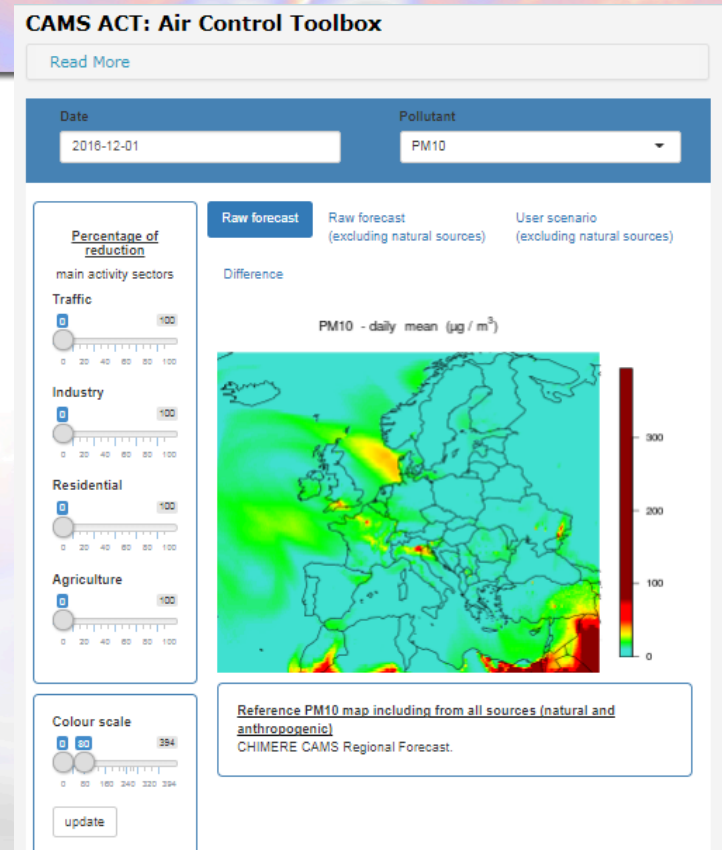 CAMS ACT: Air Control Toolbox
Read More
Date
Pollutant
2016-12-01
PM10
Percentage of
reduction
main activity sectors
Traffic
0 100
0 20 40 60 80 100
Industry
0 100
0 20 40 60 80 100
Residential
0 100
0 20 40 60 80 100
Agriculture
0 100
0 20 40 60 80 100
Colour scale
0 80 394
0 80 160 240 320 394
update
Raw forecast
Raw forecast
(excluding natural sources)
User scenario
(excluding natural sources)
Difference
PM10 - daily mean (µg / m³)
300
200
100
0
Reference PM10 map including from all sources (natural and
anthropogenic)
CHIMERE CAMS Regional Forecast.